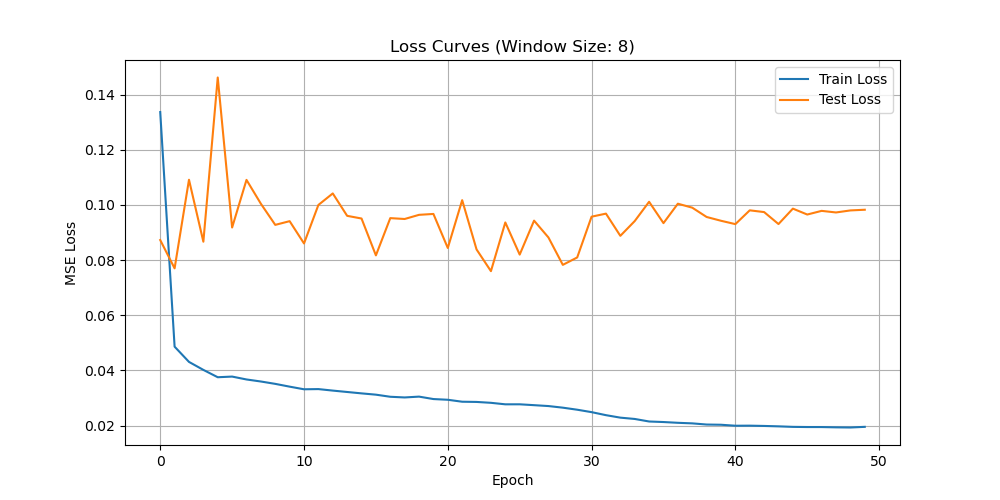 Loss Curves (Window Size: 8)
Train Loss
Test Loss
0.14
0.12
0.10
0.08
0.06
0.04
0.02
MSE Loss
0 10 20 30 40 50
Epoch